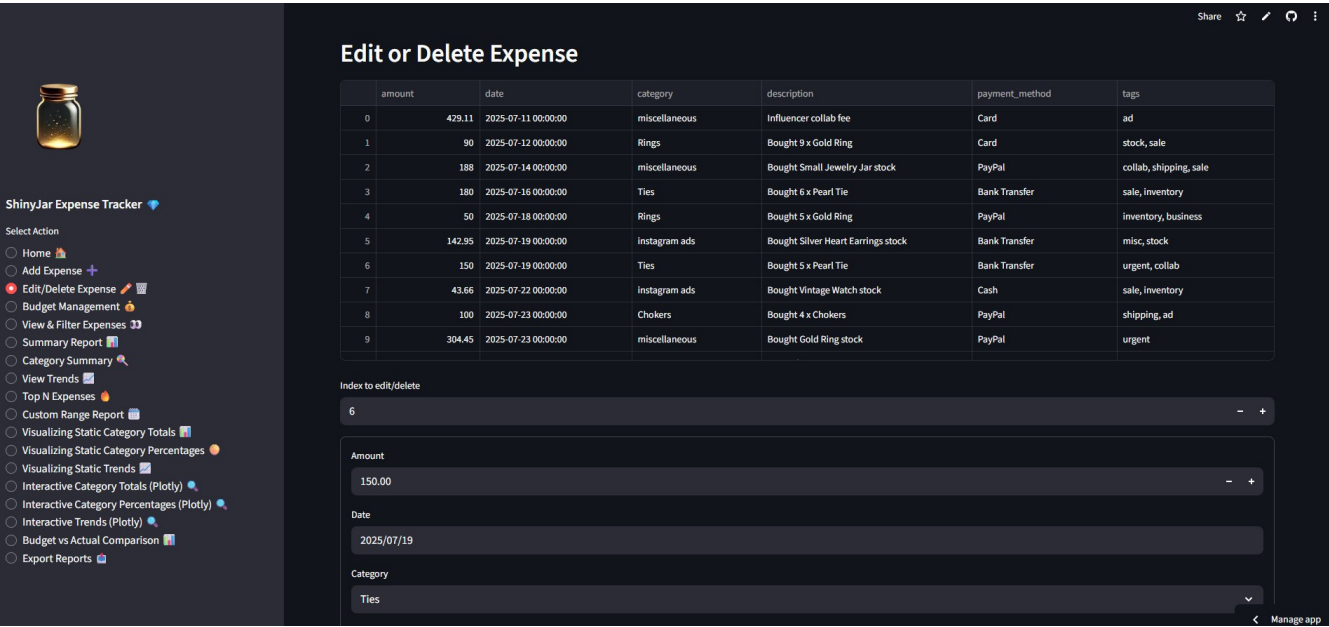 Share
Edit or Delete Expense
amount date category description payment_method tags
0 429.11 2025-07-11 00:00:00 miscellaneous Influencer collab fee Card ad
1 90 2025-07-12 00:00:00 Rings Bought 9 x Gold Ring Card stock, sale
2 188 2025-07-14 00:00:00 miscellaneous Bought Small Jewelry Jar stock PayPal collab, shipping, sale
3 180 2025-07-16 00:00:00 Ties Bought 6 x Pearl Tie Bank Transfer sale, inventory
4 50 2025-07-18 00:00:00 Rings Bought 5 x Gold Ring PayPal inventory, business
5 142.95 2025-07-19 00:00:00 instagram ads Bought Silver Heart Earrings stock Bank Transfer misc, stock
6 150 2025-07-19 00:00:00 Ties Bought 5 x Pearl Tie Bank Transfer urgent, collab
7 43.66 2025-07-22 00:00:00 instagram ads Bought Vintage Watch stock Cash sale, inventory
8 100 2025-07-23 00:00:00 Chokers Bought 4 x Chokers PayPal shipping, ad
9 304.45 2025-07-23 00:00:00 miscellaneous Bought Gold Ring stock PayPal urgent
Index to edit/delete
6
Amount
150.00
Date
2025/07/19
Category
Ties
Manage app
ShinyJar Expense Tracker
Select Action
Home
Add Expense
Edit/Delete Expense
Budget Management
View & Filter Expenses
Summary Report
Category Summary
View Trends
Top N Expenses
Custom Range Report
Visualizing Static Category Totals
Visualizing Static Category Percentages
Visualizing Static Trends
Interactive Category Totals (Plotly)
Interactive Category Percentages (Plotly)
Interactive Trends (Plotly)
Budget vs Actual Comparison
Export Reports